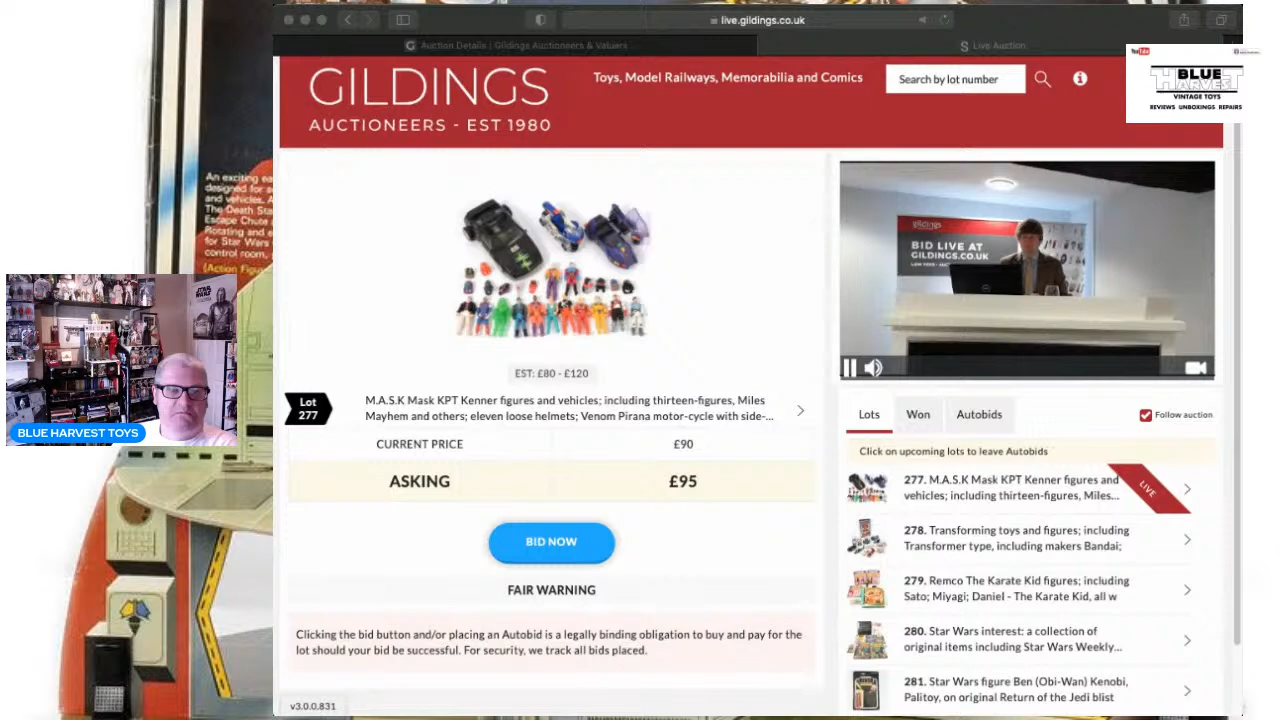 live.gildings.co.uk
Auction Details | Gildings Auctioneers & Valuers...
Live Auction
GILDINGS
AUCTIONEERS - EST 1980
Toys, Model Railways, Memorabilia and Comics
Search by lot number
YouTube
BLUE
HARVEST
VINTAGE TOYS
REVIEWS UNBOXINGS REPAIRS
An exciting
designed for
and vehicles. A
The Death Sta
Escape Chute
Rotating and e
for Star Wars
control room,
(Action Figu
STAR WARS
BLUE HARVEST TOYS
gildings
BID LIVE AT
GILDINGS.CO.UK
EST: £80 - £120
Lot
277
M.A.S.K Mask KPT Kenner figures and vehicles; including thirteen-figures, Miles
Mayhem and others; eleven loose helmets; Venom Pirana motor-cycle with side-...
CURRENT PRICE
£90
ASKING
£95
BID NOW
FAIR WARNING
Clicking the bid button and/or placing an Autobid is a legally binding obligation to buy and pay for the
lot should your bid be successful. For security, we track all bids placed.
v3.0.0.831
Lots
Won
Autobids
Follow auction
Click on upcoming lots to leave Autobids
277. M.A.S.K Mask KPT Kenner figures and
vehicles; including thirteen-figures, Miles...
LIVE
278. Transforming toys and figures; including
Transformer type, including makers Bandai;
279. Remco The Karate Kid figures; including
Sato; Miyagi; Daniel - The Karate Kid, all w
280. Star Wars interest: a collection of
original items including Star Wars Weekly...
281. Star Wars figure Ben (Obi-Wan) Kenobi,
Palitoy, on original Return of the Jedi blist